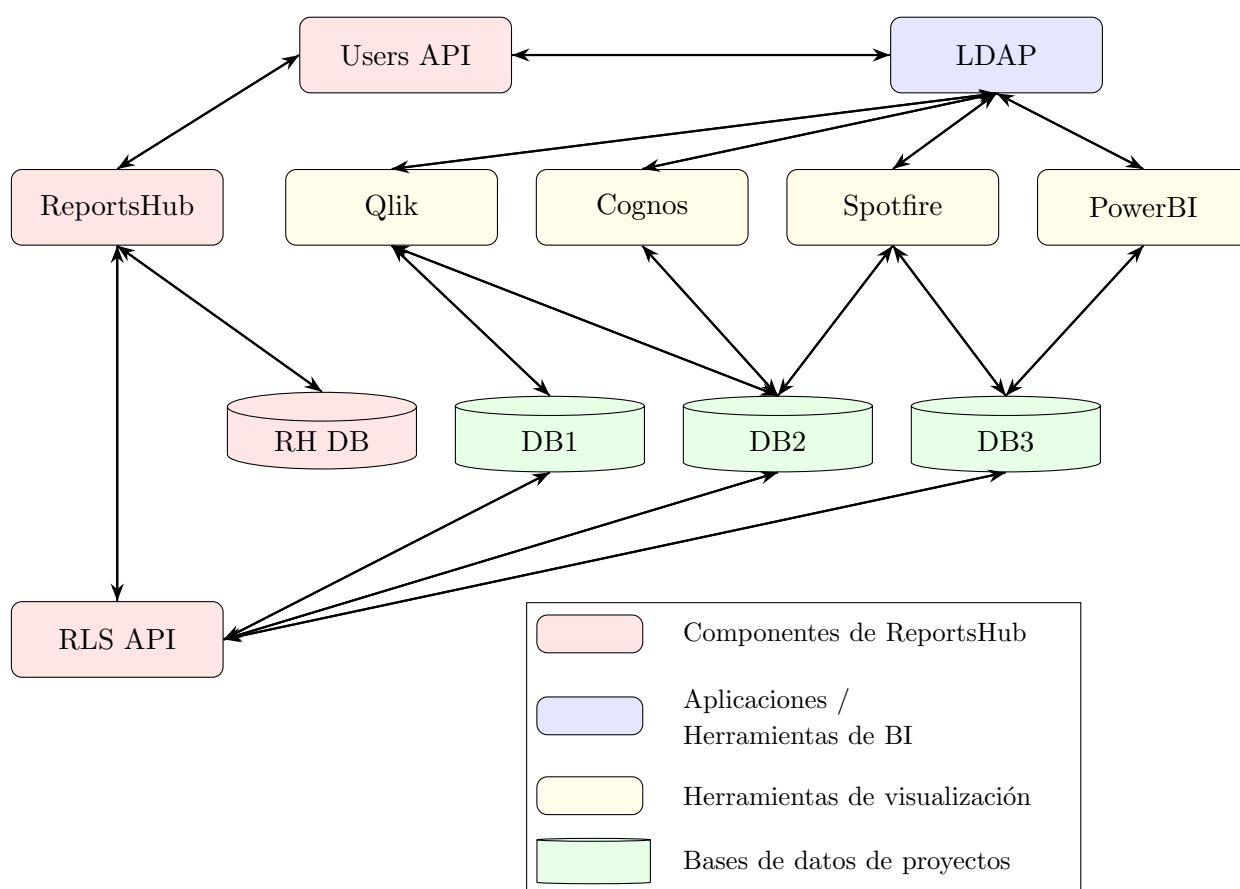 Users API
LDAP
ReportsHub
Qlik
Cognos
Spotfire
PowerBI
RH DB
DB1
DB2
DB3
RLS API
Componentes de ReportsHub
Aplicaciones /
Herramientas de BI
Herramientas de visualización
Bases de datos de proyectos